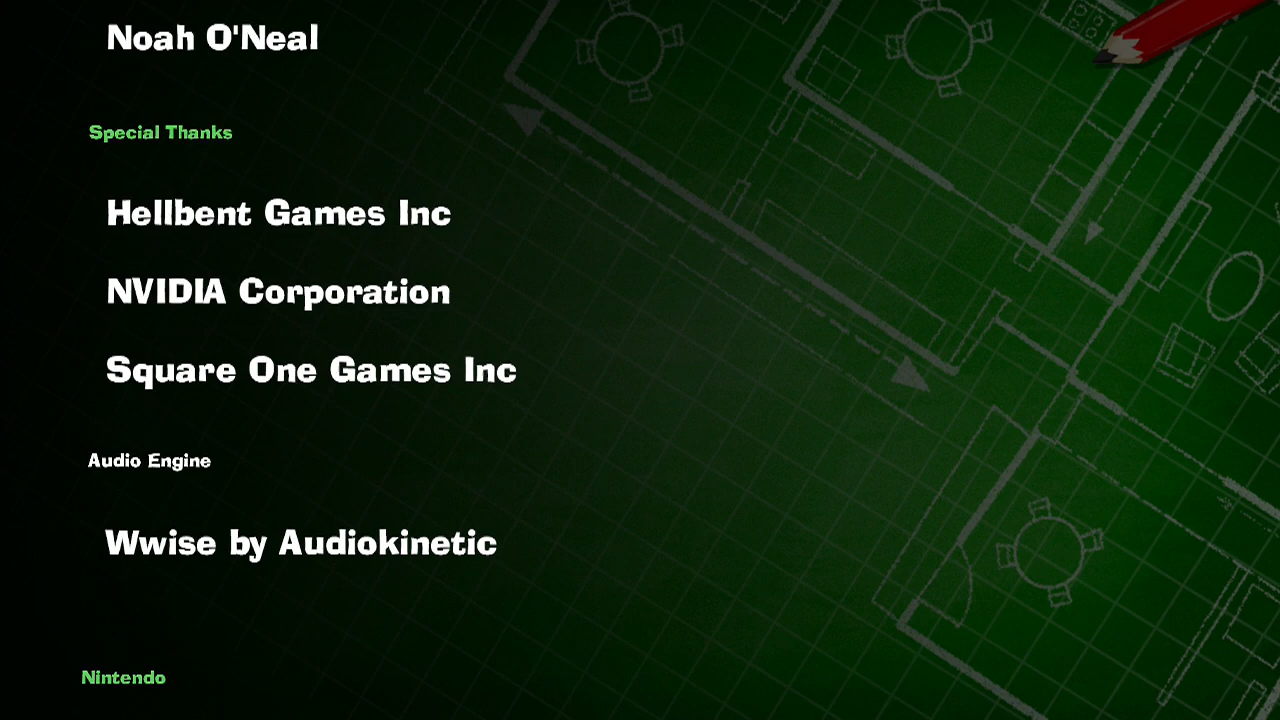 Noah O'Neal
Special Thanks
Hellbent Games Inc
NVIDIA Corporation
Square One Games Inc
Audio Engine
Wwise by Audiokinetic
Nintendo